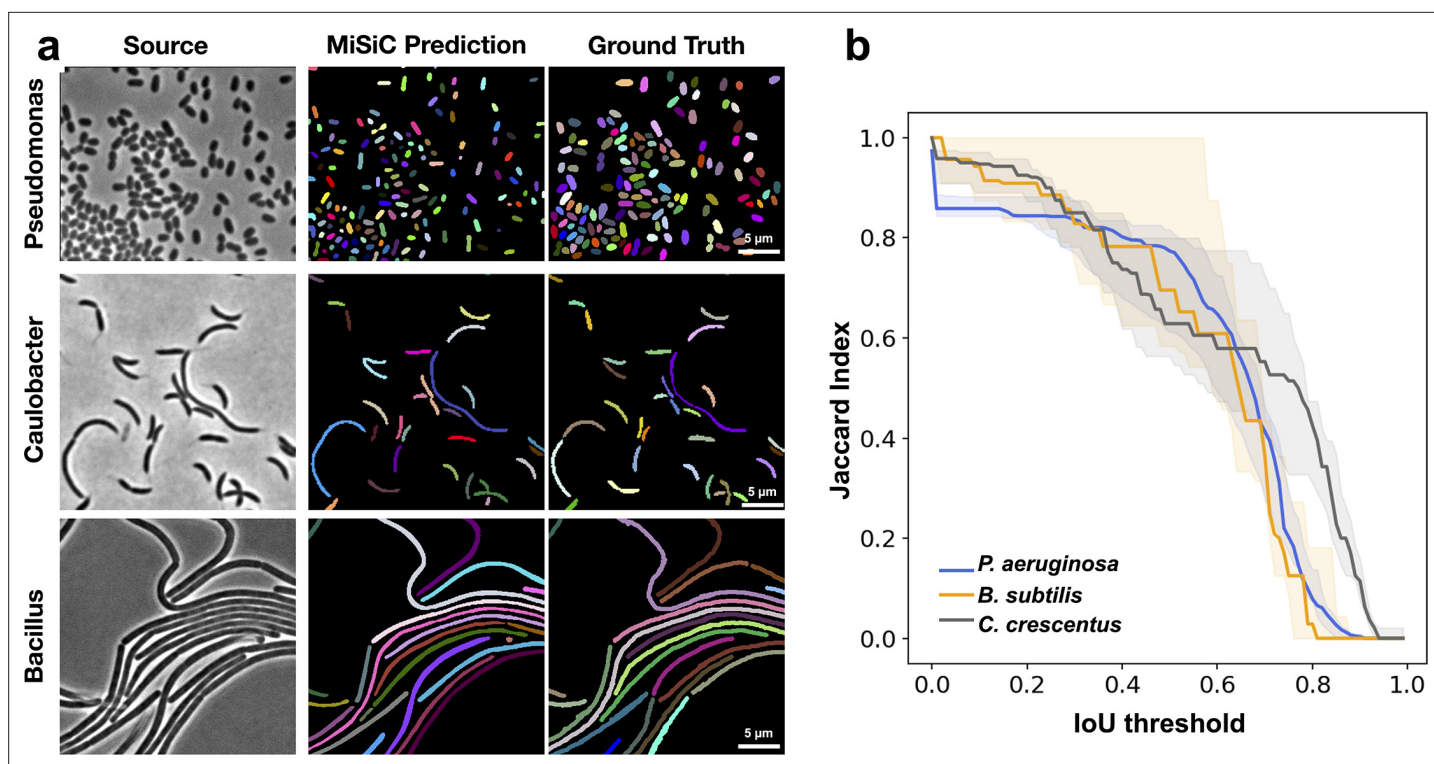 a
Source
MiSiC Prediction
Ground Truth
Pseudomonas
5 µm
Caulobacter
5 µm
Bacillus
5 µm
b
Jaccard Index
1.0
0.8
0.6
0.4
0.2
0.0
P. aeruginosa
B. subtilis
C. crescentus
0.0 0.2 0.4 0.6 0.8 1.0
IoU threshold